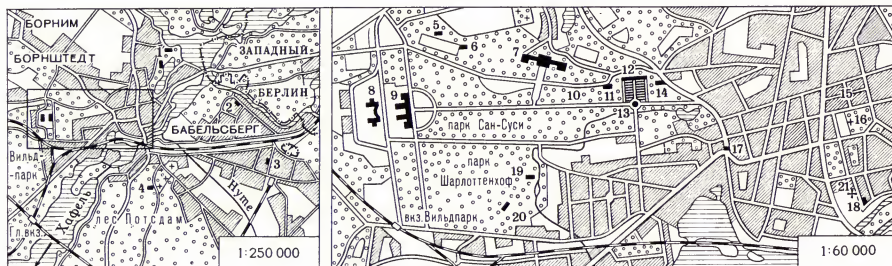 БОРНИМ
БОРНШТЕДТ
ЗАПАДНЫЙ
БЕРЛИН
БАБЕЛЬСБЕРГ
Вильд-
парк
Хафель
Гл.вкз.
лес Потсдам
Нуте
1
2
3
4
1:250 000
5
6
7
8
9
10
11
12
13
14
15
16
17
18
19
20
21
парк Сан-Суси
парк
Шарлоттенхоф
вкз.Вильдпарк
1:60 000